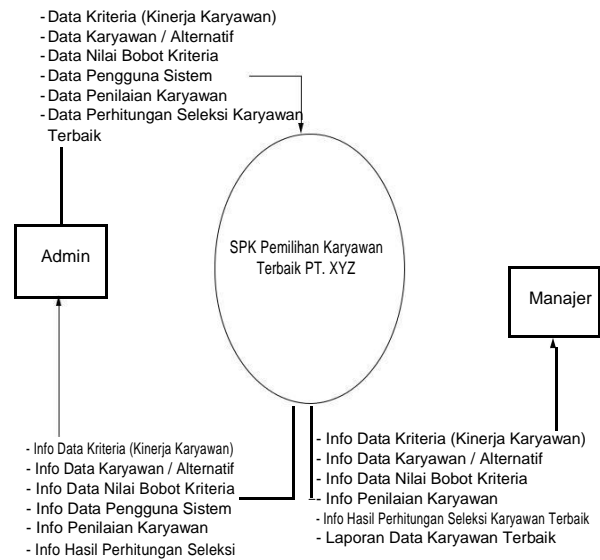 - Data Kriteria (Kinerja Karyawan)
- Data Karyawan / Alternatif
- Data Nilai Bobot Kriteria
- Data Pengguna Sistem
- Data Penilaian Karyawan
- Data Perhitungan Seleksi Karyawan
Terbaik
SPK Pemilihan Karyawan
Terbaik PT. XYZ
Admin
Manajer
- Info Data Kriteria (Kinerja Karyawan)
- Info Data Karyawan / Alternatif
- Info Data Nilai Bobot Kriteria
- Info Data Pengguna Sistem
- Info Penilaian Karyawan
- Info Hasil Perhitungan Seleksi
- Info Data Kriteria (Kinerja Karyawan)
- Info Data Karyawan / Alternatif
- Info Data Nilai Bobot Kriteria
- Info Penilaian Karyawan
- Info Hasil Perhitungan Seleksi Karyawan Terbaik
- Laporan Data Karyawan Terbaik